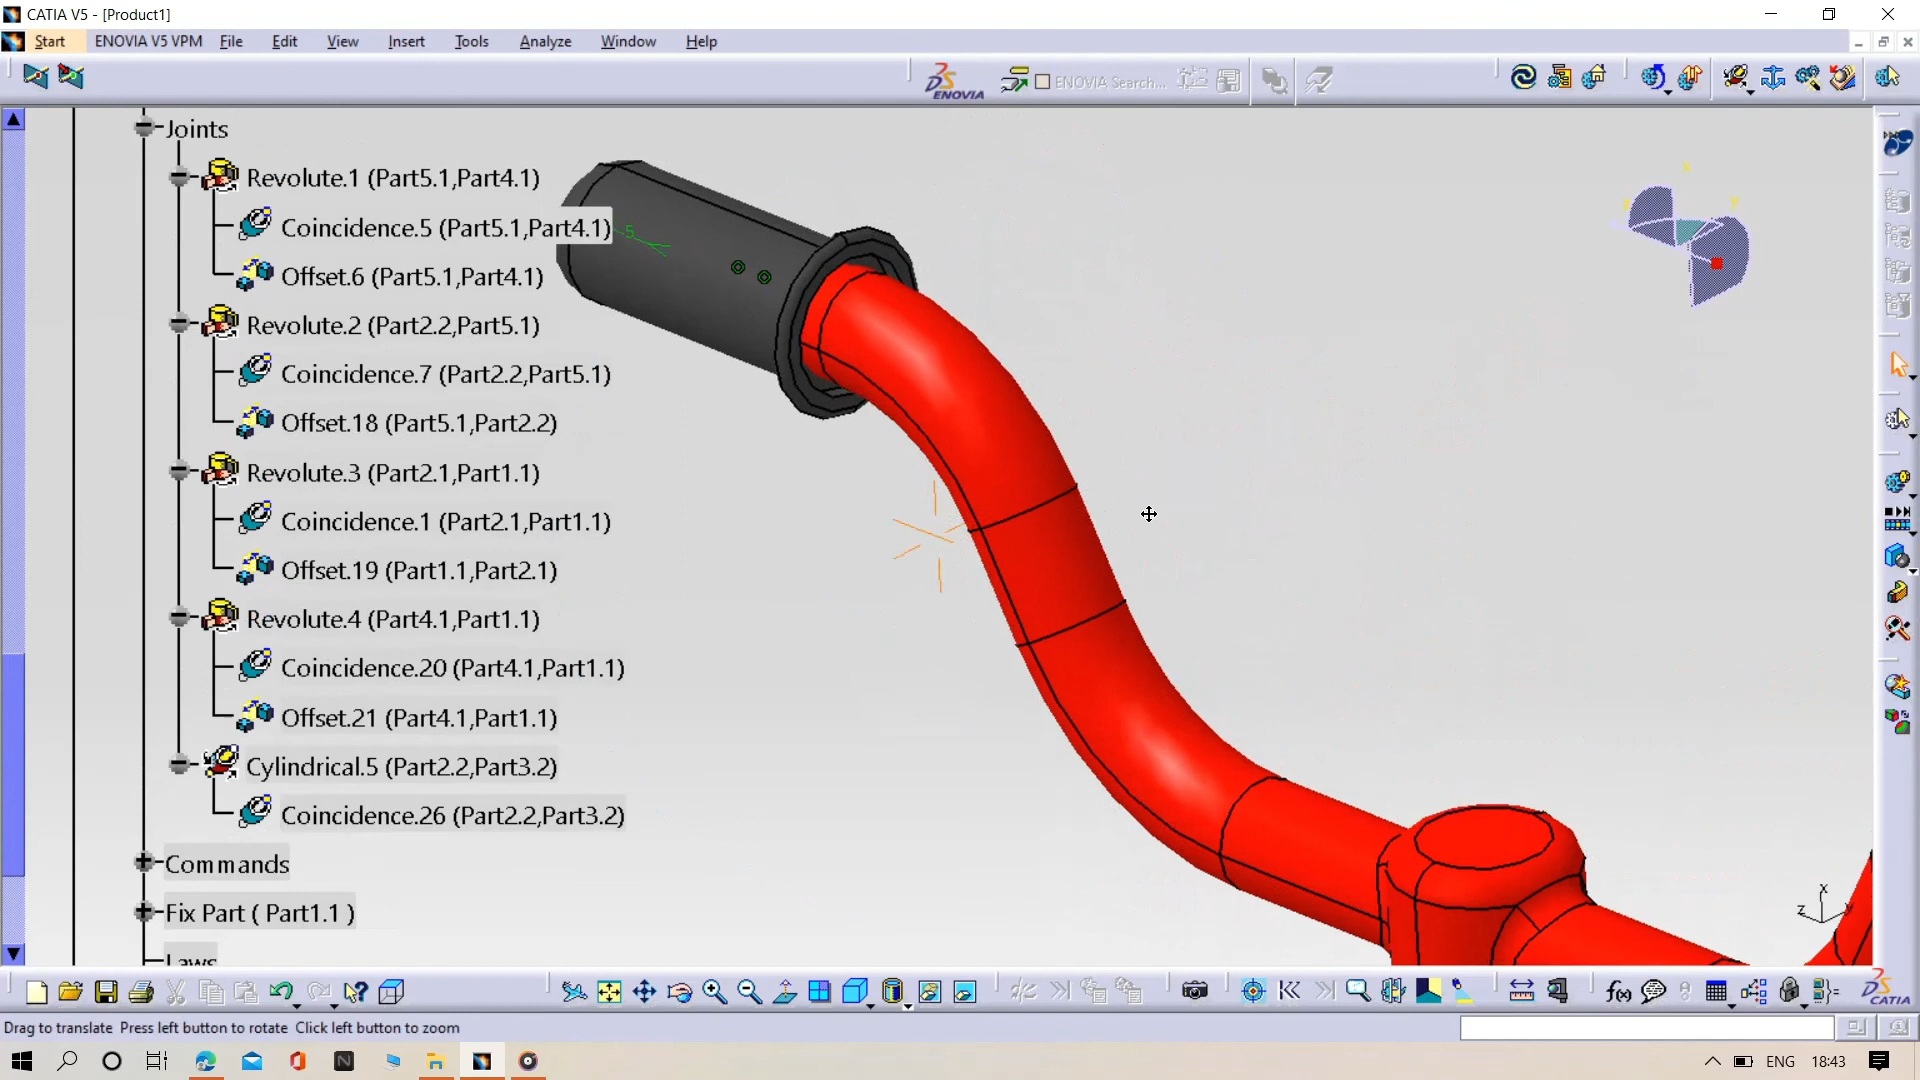 CATIA V5 - [Product1]
Start ENOVIA V5 VPM File Edit View Insert Tools Analyze Window Help
ENOVIA ENOVIA Search...
Joints
Revolute.1 (Part5.1,Part4.1)
Coincidence.5 (Part5.1,Part4.1)
5
Offset.6 (Part5.1,Part4.1)
Revolute.2 (Part2.2,Part5.1)
Coincidence.7 (Part2.2,Part5.1)
Offset.18 (Part5.1,Part2.2)
Revolute.3 (Part2.1,Part1.1)
Coincidence.1 (Part2.1,Part1.1)
Offset.19 (Part1.1,Part2.1)
Revolute.4 (Part4.1,Part1.1)
Coincidence.20 (Part4.1,Part1.1)
Offset.21 (Part4.1,Part1.1)
Cylindrical.5 (Part2.2,Part3.2)
Coincidence.26 (Part2.2,Part3.2)
Commands
Fix Part ( Part1.1 )
Laws
x
y
z
x
z
f(x)
CATIA
Drag to translate Press left button to rotate Click left button to zoom
ENG 18:43